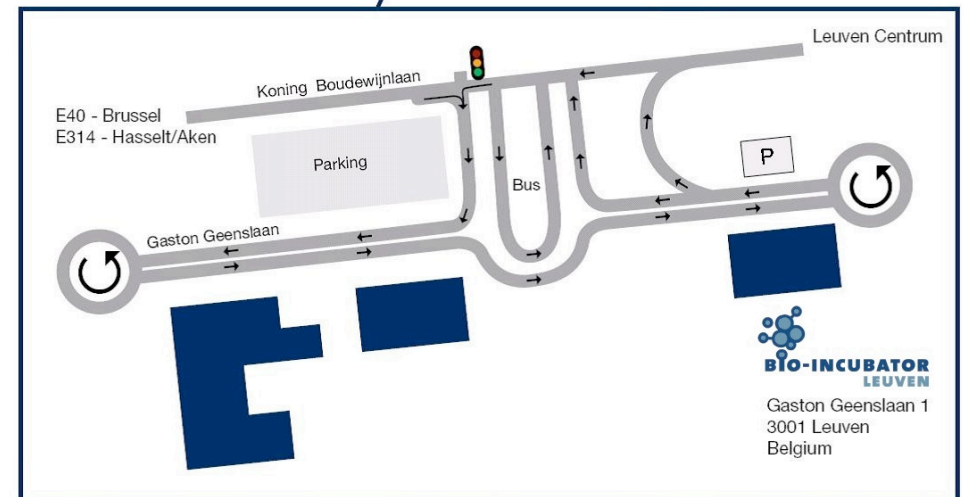 Leuven Centrum
Koning Boudewijnlaan
E40 - Brussel
E314 - Hasselt/Aken
Parking
P
Bus
Gaston Geenslaan
BIO-INCUBATOR
LEUVEN
Gaston Geenslaan 1
3001 Leuven
Belgium